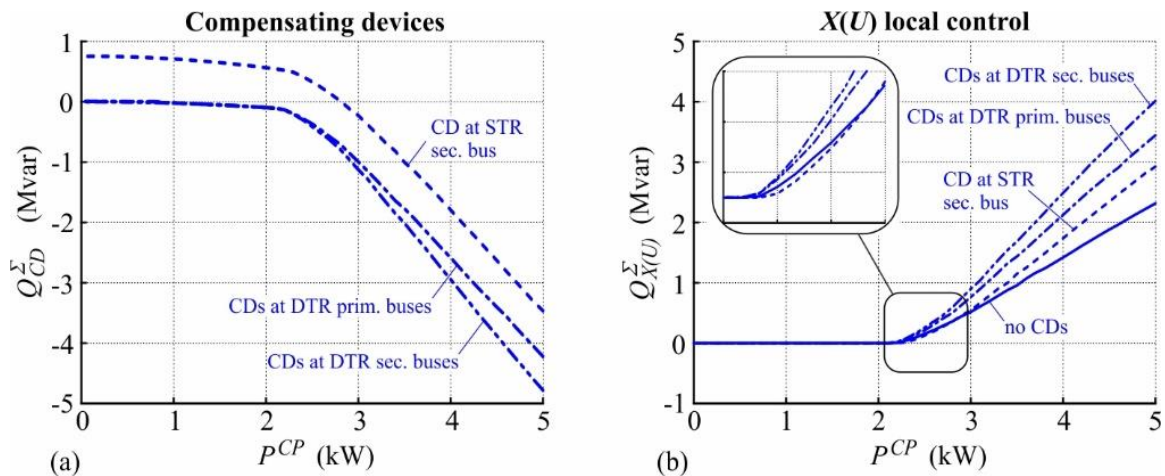 Compensating devices
1
0
-1
-2
-3
-4
-5
Q^Σ_CD (Mvar)
CD at STR
sec. bus
CDs at DTR prim. buses
CDs at DTR sec. buses
0 1 2 3 4 5
(a)
P^CP (kW)
X(U) local control
5
4
3
2
1
0
-1
Q^Σ_X(U) (Mvar)
CDs at DTR sec. buses
CDs at DTR prim. buses
CD at STR
sec. bus
no CDs
0 1 2 3 4 5
(b)
P^CP (kW)